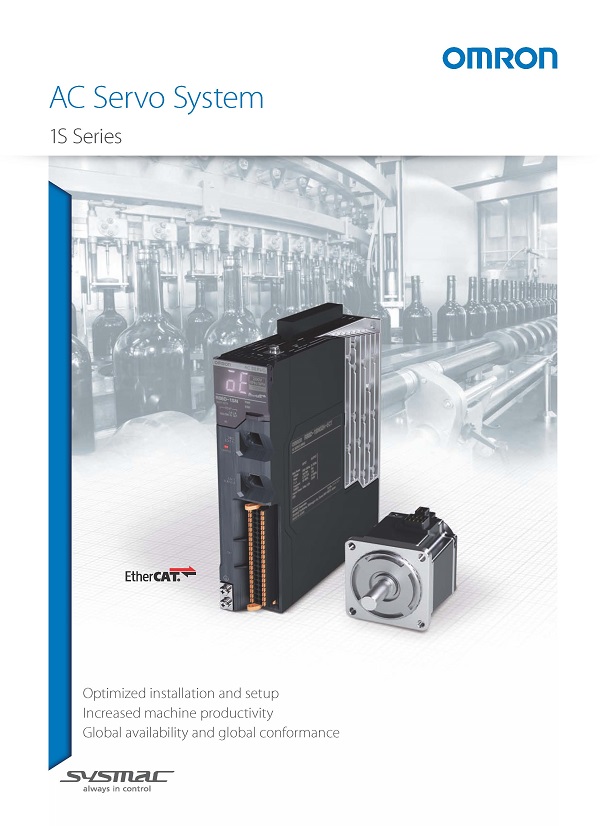 OMRON
AC Servo System
1S Series
EtherCAT.
Optimized installation and setup
Increased machine productivity
Global availability and global conformance
sysmac
always in control